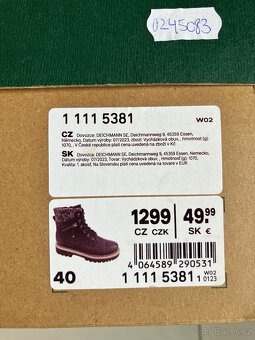 0245083
1 111 5381 W02
CZ Dovozce: DEICHMANN SE, Deichmannweg 9, 45359 Essen,
Německo, Datum výroby: 07/2023, zboží: Vychádzková obuv , hmotnost (g):
1070, , V České republice platí cena uvedená na zboží v Kč
SK Dovozca: DEICHMANN SE, Deichmannweg 9, 45359 Essen, Nemecko,
Dátum výroby: 07/2023, Tovar: Vychádzková obuv , Hmotnosť (g): 1070,
Kvalita: 1. akosť, Na Slovensku platí cena uvedená na tovare v EUR
1299 49.99
CZ CZK SK €
4 064589 290531
40 1 111 5381 1 W02 0123